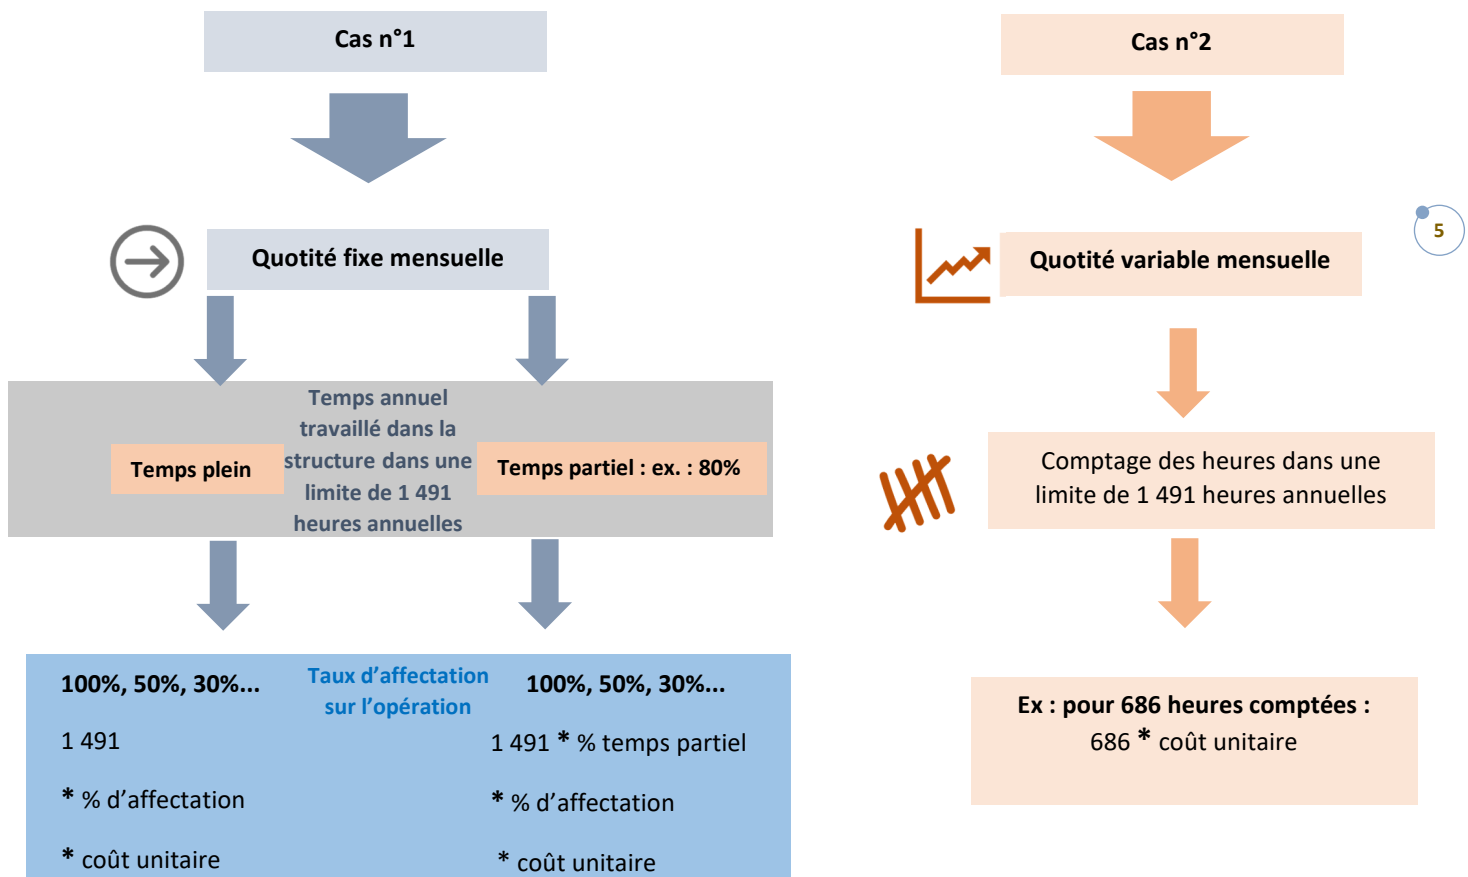 Cas n°1
Quotité fixe mensuelle
Temps plein
Temps annuel
travaillé dans la
structure dans une
limite de 1 491
heures annuelles
Temps partiel : ex. : 80%
100%, 50%, 30%...
1 491
* % d’affectation
* coût unitaire
Taux d’affectation
sur l’opération
100%, 50%, 30%...
1 491 * % temps partiel
* % d’affectation
* coût unitaire
Cas n°2
Quotité variable mensuelle
5
Comptage des heures dans une
limite de 1 491 heures annuelles
Ex : pour 686 heures comptées :
686 * coût unitaire